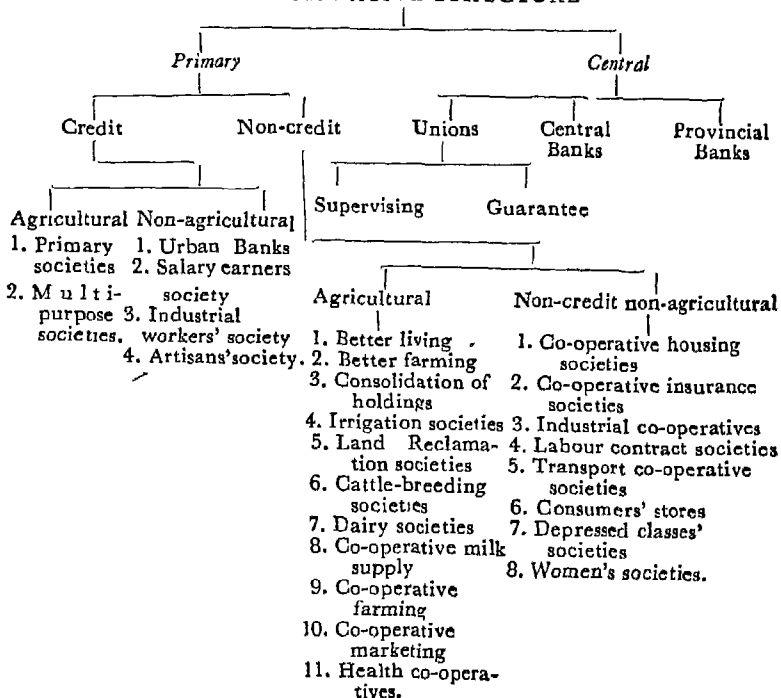 Primary
Central
Credit
Non-credit
Unions
Central
Banks
Provincial
Banks
Supervising
Guarantee
Agricultural
1. Primary
societies
2. Multi-
purpose
societies.
Non-agricultural
1. Urban Banks
2. Salary earners
society
3. Industrial
workers' society
4. Artisans' society.
Agricultural
1. Better living
2. Better farming
3. Consolidation of
holdings
4. Irrigation societies
5. Land Reclama-
tion societies
6. Cattle-breeding
societies
7. Dairy societies
8. Co-operative milk
supply
9. Co-operative
farming
10. Co-operative
marketing
11. Health co-opera-
tives.
Non-credit non-agricultural
1. Co-operative housing
societies
2. Co-operative insurance
societies
3. Industrial co-operatives
4. Labour contract societies
5. Transport co-operative
societies
6. Consumers' stores
7. Depressed classes'
societies
8. Women's societies.